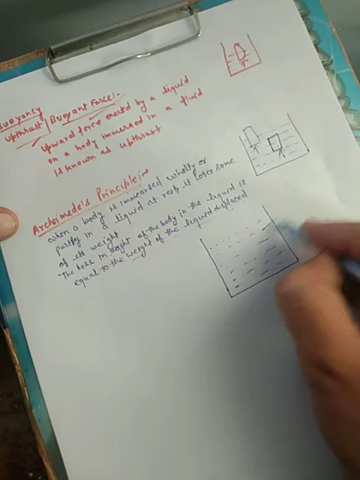 Buoyancy
upthrust Buoyant Force:-
upward force exerted by a liquid
on a body immersed in a fluid
is known as upthrust
Archimede's Principle:-
when a body is immersed wholly or
partly in a liquid at rest it loses some
of its weight
The loss in weight of the body in the liquid is
equal to the weight of the liquid displaced